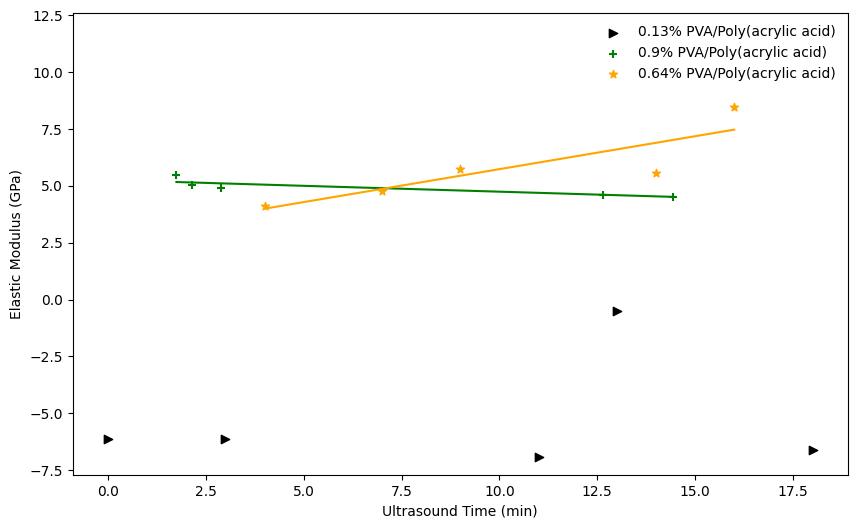 12.5
10.0
7.5
5.0
2.5
0.0
−2.5
−5.0
−7.5
Elastic Modulus (GPa)
0.13% PVA/Poly(acrylic acid)
0.9% PVA/Poly(acrylic acid)
0.64% PVA/Poly(acrylic acid)
0.0 2.5 5.0 7.5 10.0 12.5 15.0 17.5
Ultrasound Time (min)